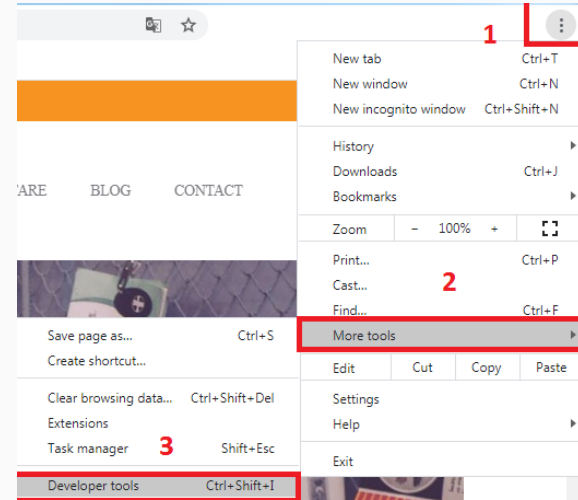 1
New tab Ctrl+T
New window Ctrl+N
New incognito window Ctrl+Shift+N
History
Downloads Ctrl+J
Bookmarks
Zoom - 100% +
Print... Ctrl+P
Cast...
2
Find... Ctrl+F
More tools
Edit Cut Copy Paste
Settings
Help
Exit
ARE BLOG CONTACT
Save page as... Ctrl+S
Create shortcut...
Clear browsing data... Ctrl+Shift+Del
Extensions
Task manager 3 Shift+Esc
Developer tools Ctrl+Shift+I